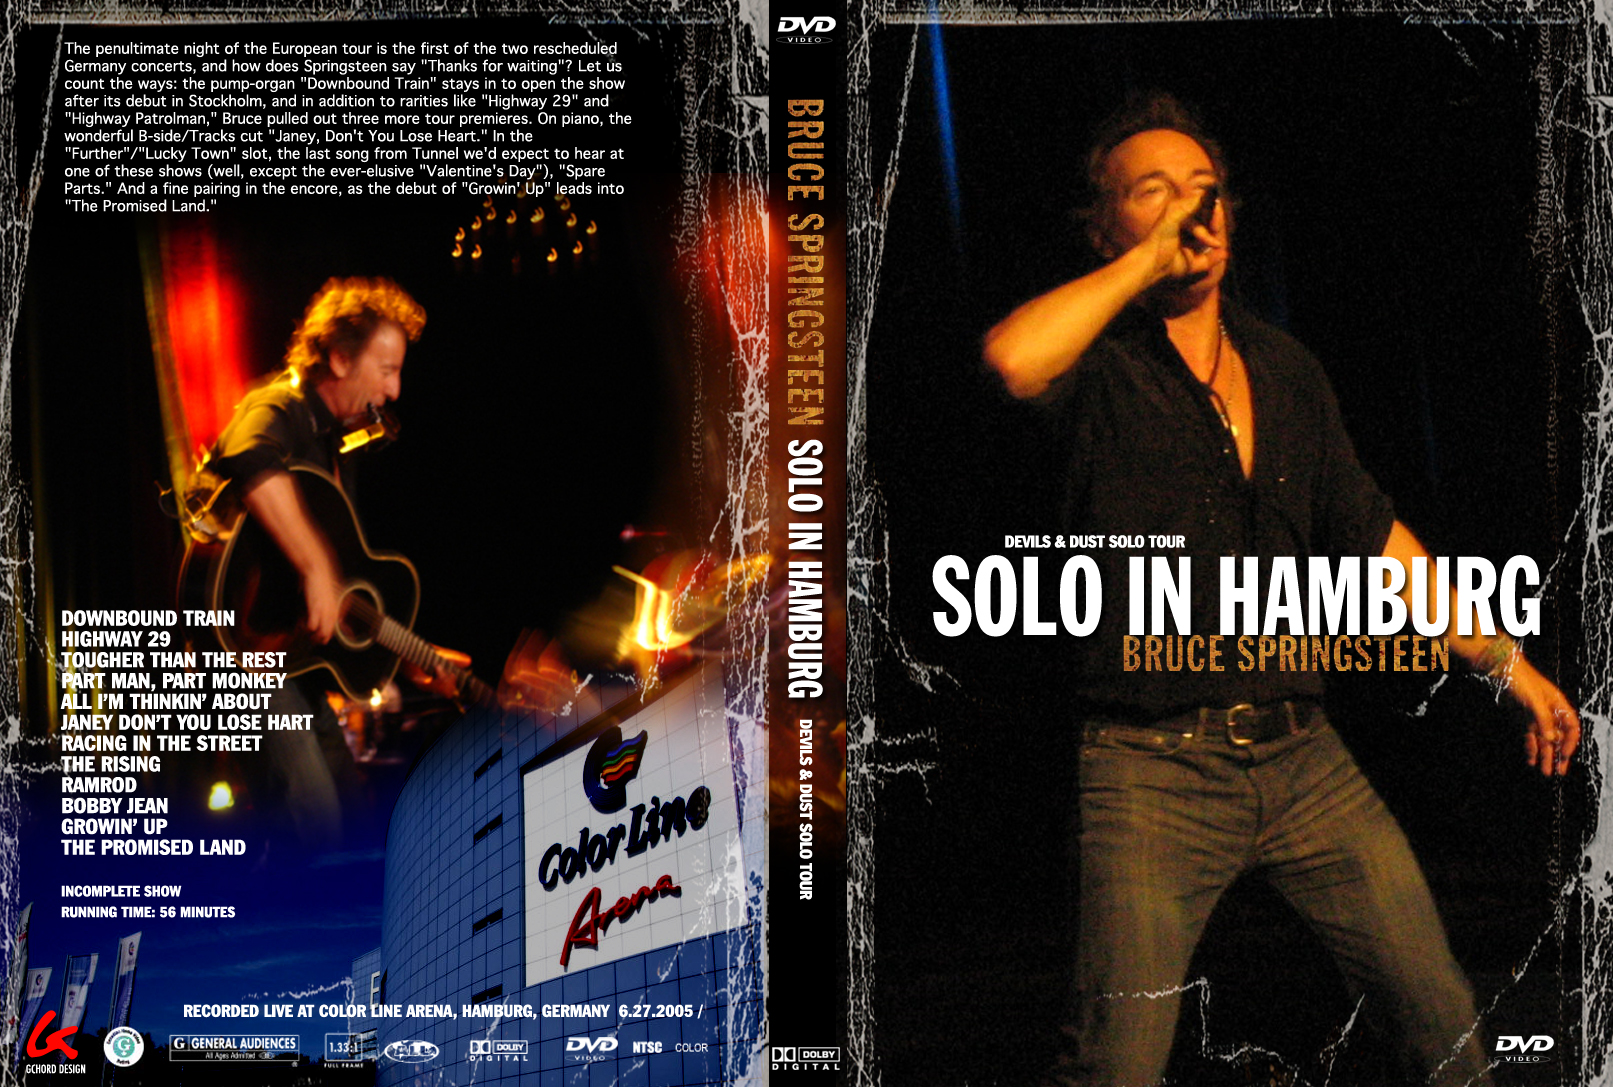 The penultimate night of the European tour is the first of the two rescheduled
Germany concerts, and how does Springsteen say "Thanks for waiting"? Let us
count the ways: the pump-organ "Downbound Train" stays in to open the show
after its debut in Stockholm, and in addition to rarities like "Highway 29" and
"Highway Patrolman," Bruce pulled out three more tour premieres. On piano, the
wonderful B-side/Tracks cut "Janey, Don't You Lose Heart." In the
"Further"/"Lucky Town" slot, the last song from Tunnel we'd expect to hear at
one of these shows (well, except the ever-elusive "Valentine's Day"), "Spare
Parts." And a fine pairing in the encore, as the debut of "Growin' Up" leads into
"The Promised Land."
DOWNBOUND TRAIN
HIGHWAY 29
TOUGHER THAN THE REST
PART MAN, PART MONKEY
ALL I'M THINKIN' ABOUT
JANEY DON'T YOU LOSE HART
RACING IN THE STREET
THE RISING
RAMROD
BOBBY JEAN
GROWIN' UP
THE PROMISED LAND
INCOMPLETE SHOW
RUNNING TIME: 56 MINUTES
Color Line
Arena
RECORDED LIVE AT COLOR LINE ARENA, HAMBURG, GERMANY 6.27.2005 /
GCHORD DESIGN
G GENERAL AUDIENCES
All Ages Admitted
1.33:1
FULL FRAME
DOLBY
DIGITAL
DVD
VIDEO
NTSC
COLOR
DVD
VIDEO
BRUCE SPRINGSTEEN SOLO IN HAMBURG DEVILS & DUST SOLO TOUR
DOLBY
DIGITAL
DEVILS & DUST SOLO TOUR
SOLO IN HAMBURG
BRUCE SPRINGSTEEN
DVD
VIDEO